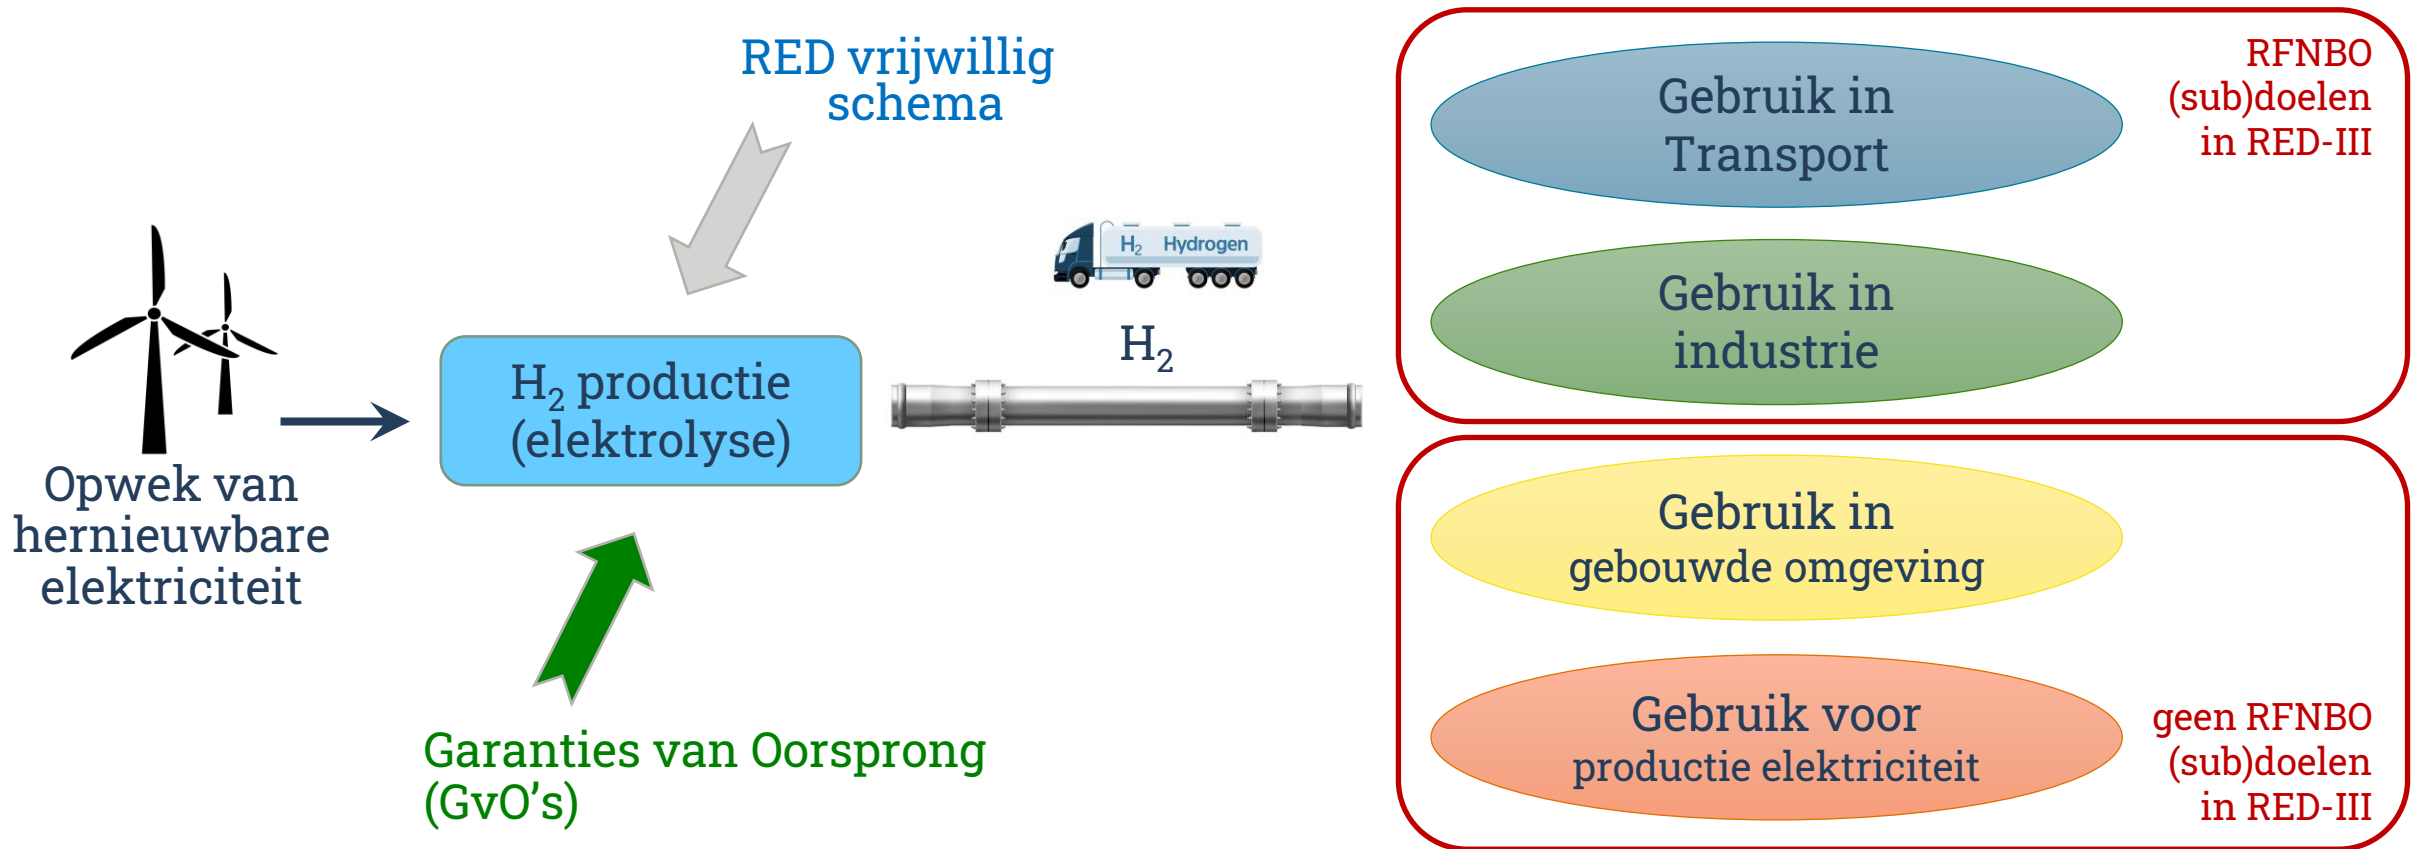 RED vrijwillig
schema
Opwek van
hernieuwbare
elektriciteit
H₂ productie
(elektrolyse)
Garanties van Oorsprong
(GvO’s)
H₂ Hydrogen
H₂
Gebruik in
Transport
RFNBO
(sub)doelen
in RED-III
Gebruik in
industrie
Gebruik in
gebouwde omgeving
Gebruik voor
productie elektriciteit
geen RFNBO
(sub)doelen
in RED-III